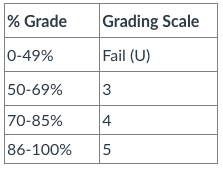 % Grade Grading Scale
0-49% Fail (U)
50-69% 3
70-85% 4
86-100% 5